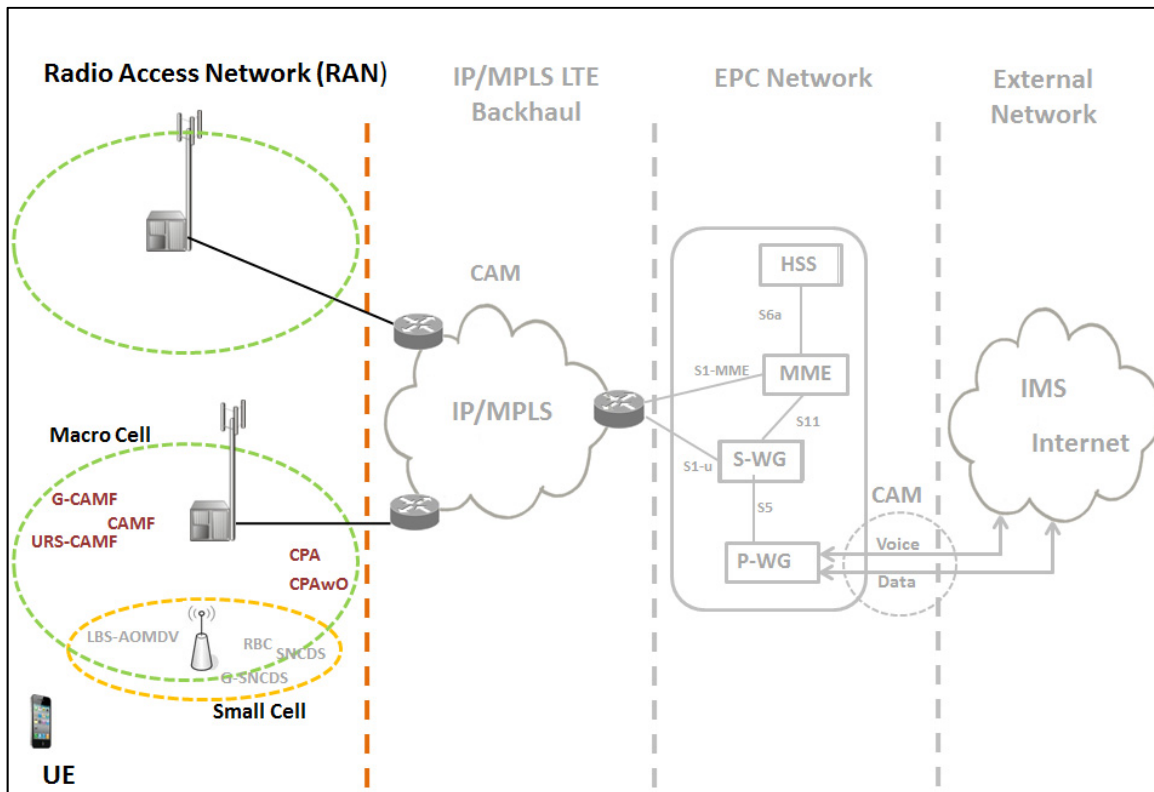 Radio Access Network (RAN)
IP/MPLS LTE
Backhaul
EPC Network
External
Network
CAM
HSS
S6a
S1-MME
MME
IMS
IP/MPLS
Internet
S11
Macro Cell
S1-u
S-WG
G-CAMF
CAMF
URS-CAMF
S5
CAM
CPA
CPAwO
P-WG
Voice
Data
LBS-AOMDV
RBC
SNCDS
G-SNCDS
Small Cell
UE